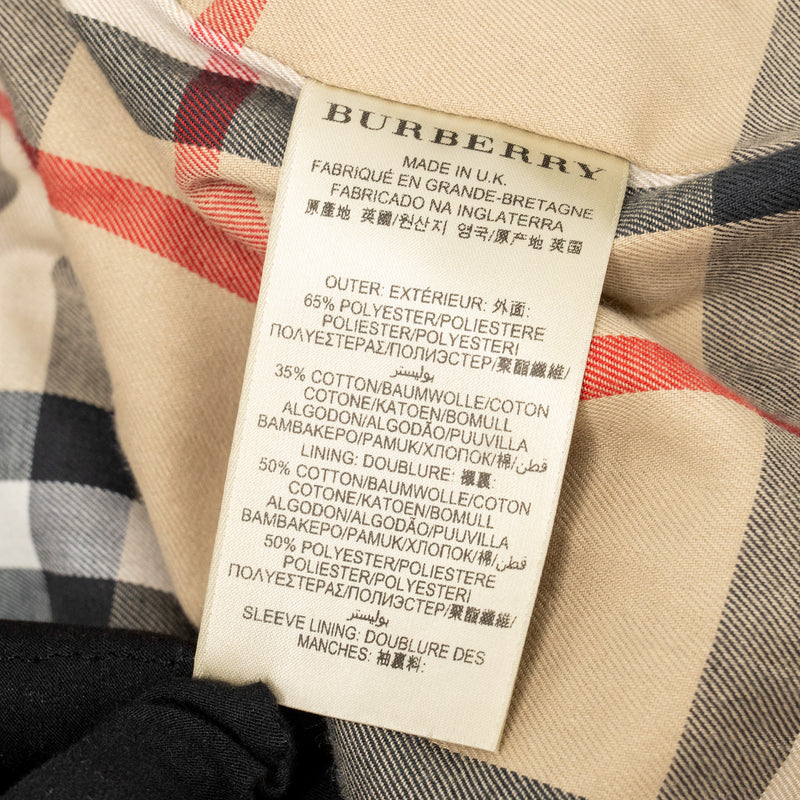 BURBERRY
MADE IN U.K.
FABRIQUÉ EN GRANDE-BRETAGNE
FABRICADO NA INGLATERRA
原產地 英國/원산지 영국/原产地 英国
OUTER: EXTÉRIEUR: 外面:
65% POLYESTER/POLIESTERE
POLIESTER/POLYESTERI
ΠΟΛΥΕΣΤΕΡΑΣ/ПОЛИЭСТЕР/聚酯纖維/
بوليستر
35% COTTON/BAUMWOLLE/COTON
COTONE/KATOEN/BOMULL
ALGODON/ALGODÃO/PUUVILLA
ΒΑΜΒΑΚΕΡΟ/PAMUK/ХЛОПОК/棉/قطن
LINING: DOUBLURE: 襯裏:
50% COTTON/BAUMWOLLE/COTON
COTONE/KATOEN/BOMULL
ALGODON/ALGODÃO/PUUVILLA
ΒΑΜΒΑΚΕΡΟ/PAMUK/ХЛОПОК/棉/قطن/
50% POLYESTER/POLIESTERE
POLIESTER/POLYESTERI
ΠΟΛΥΕΣΤΕΡΑΣ/ПОЛИЭСТЕР/聚酯纖維/
بوليستر
SLEEVE LINING: DOUBLURE DES
MANCHES: 袖裏料: